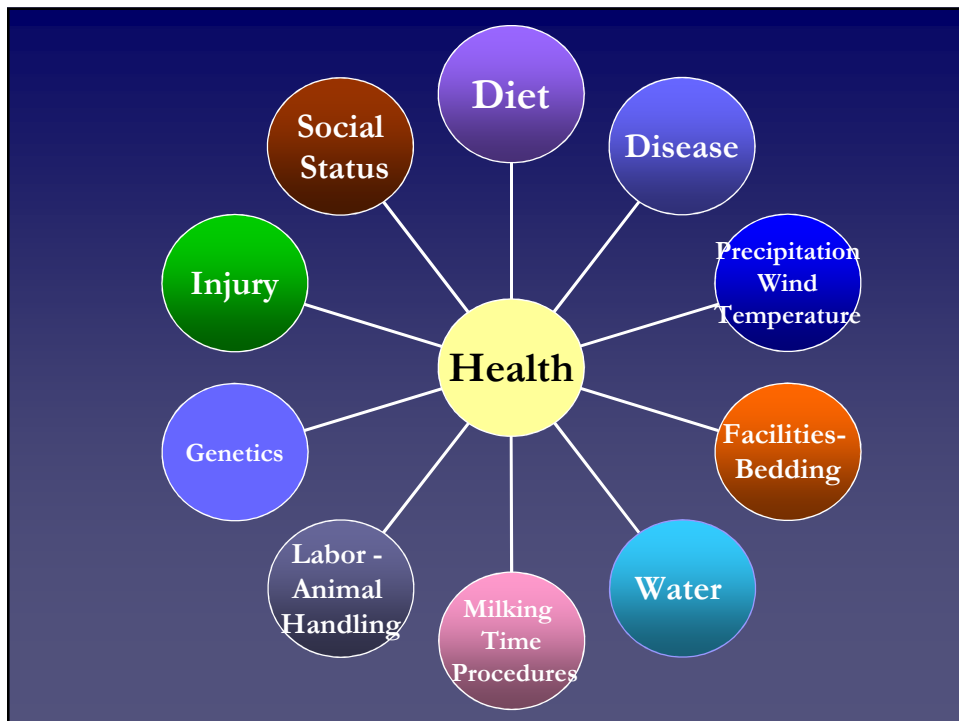 Diet
Disease
Precipitation
Wind
Temperature
Facilities-
Bedding
Water
Milking
Time
Procedures
Labor -
Animal
Handling
Genetics
Injury
Social
Status
Health